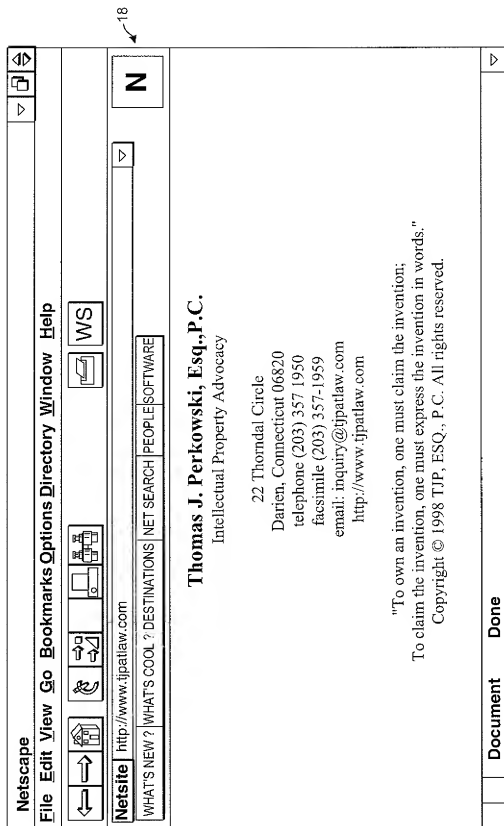 18
Netscape
File Edit View Go Bookmarks Options Directory Window Help
WS
Netsite http://www.tjpatlaw.com
N
WHAT'S NEW ? WHAT'S COOL ? DESTINATIONS NET SEARCH PEOPLE SOFTWARE
Thomas J. Perkowski, Esq.,P.C.
Intellectual Property Advocacy
22 Thorndal Circle
Darien, Connecticut 06820
telephone (203) 357 1950
facsimile (203) 357-1959
email: inquiry@tjpatlaw.com
http://www.tjpatlaw.com
"To own an invention, one must claim the invention;
To claim the invention, one must express the invention in words."
Copyright © 1998 TJP, ESQ., P.C. All rights reserved.
Document Done